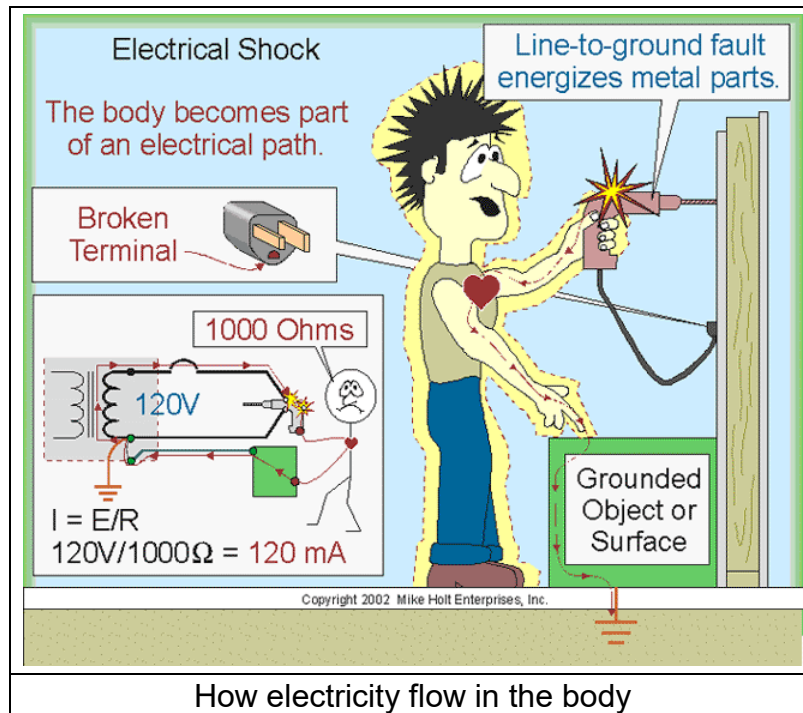 Electrical Shock
The body becomes part
of an electrical path.
Line-to-ground fault
energizes metal parts.
Broken
Terminal
1000 Ohms
120V
I = E/R
120V/1000Ω = 120 mA
Grounded
Object or
Surface
Copyright 2002 Mike Holt Enterprises, Inc.
How electricity flow in the body